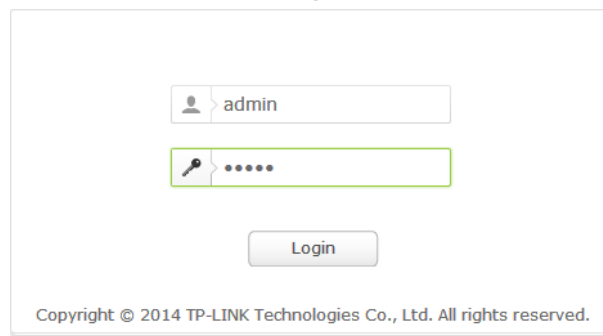 admin
•••••
Login
Copyright © 2014 TP-LINK Technologies Co., Ltd. All rights reserved.